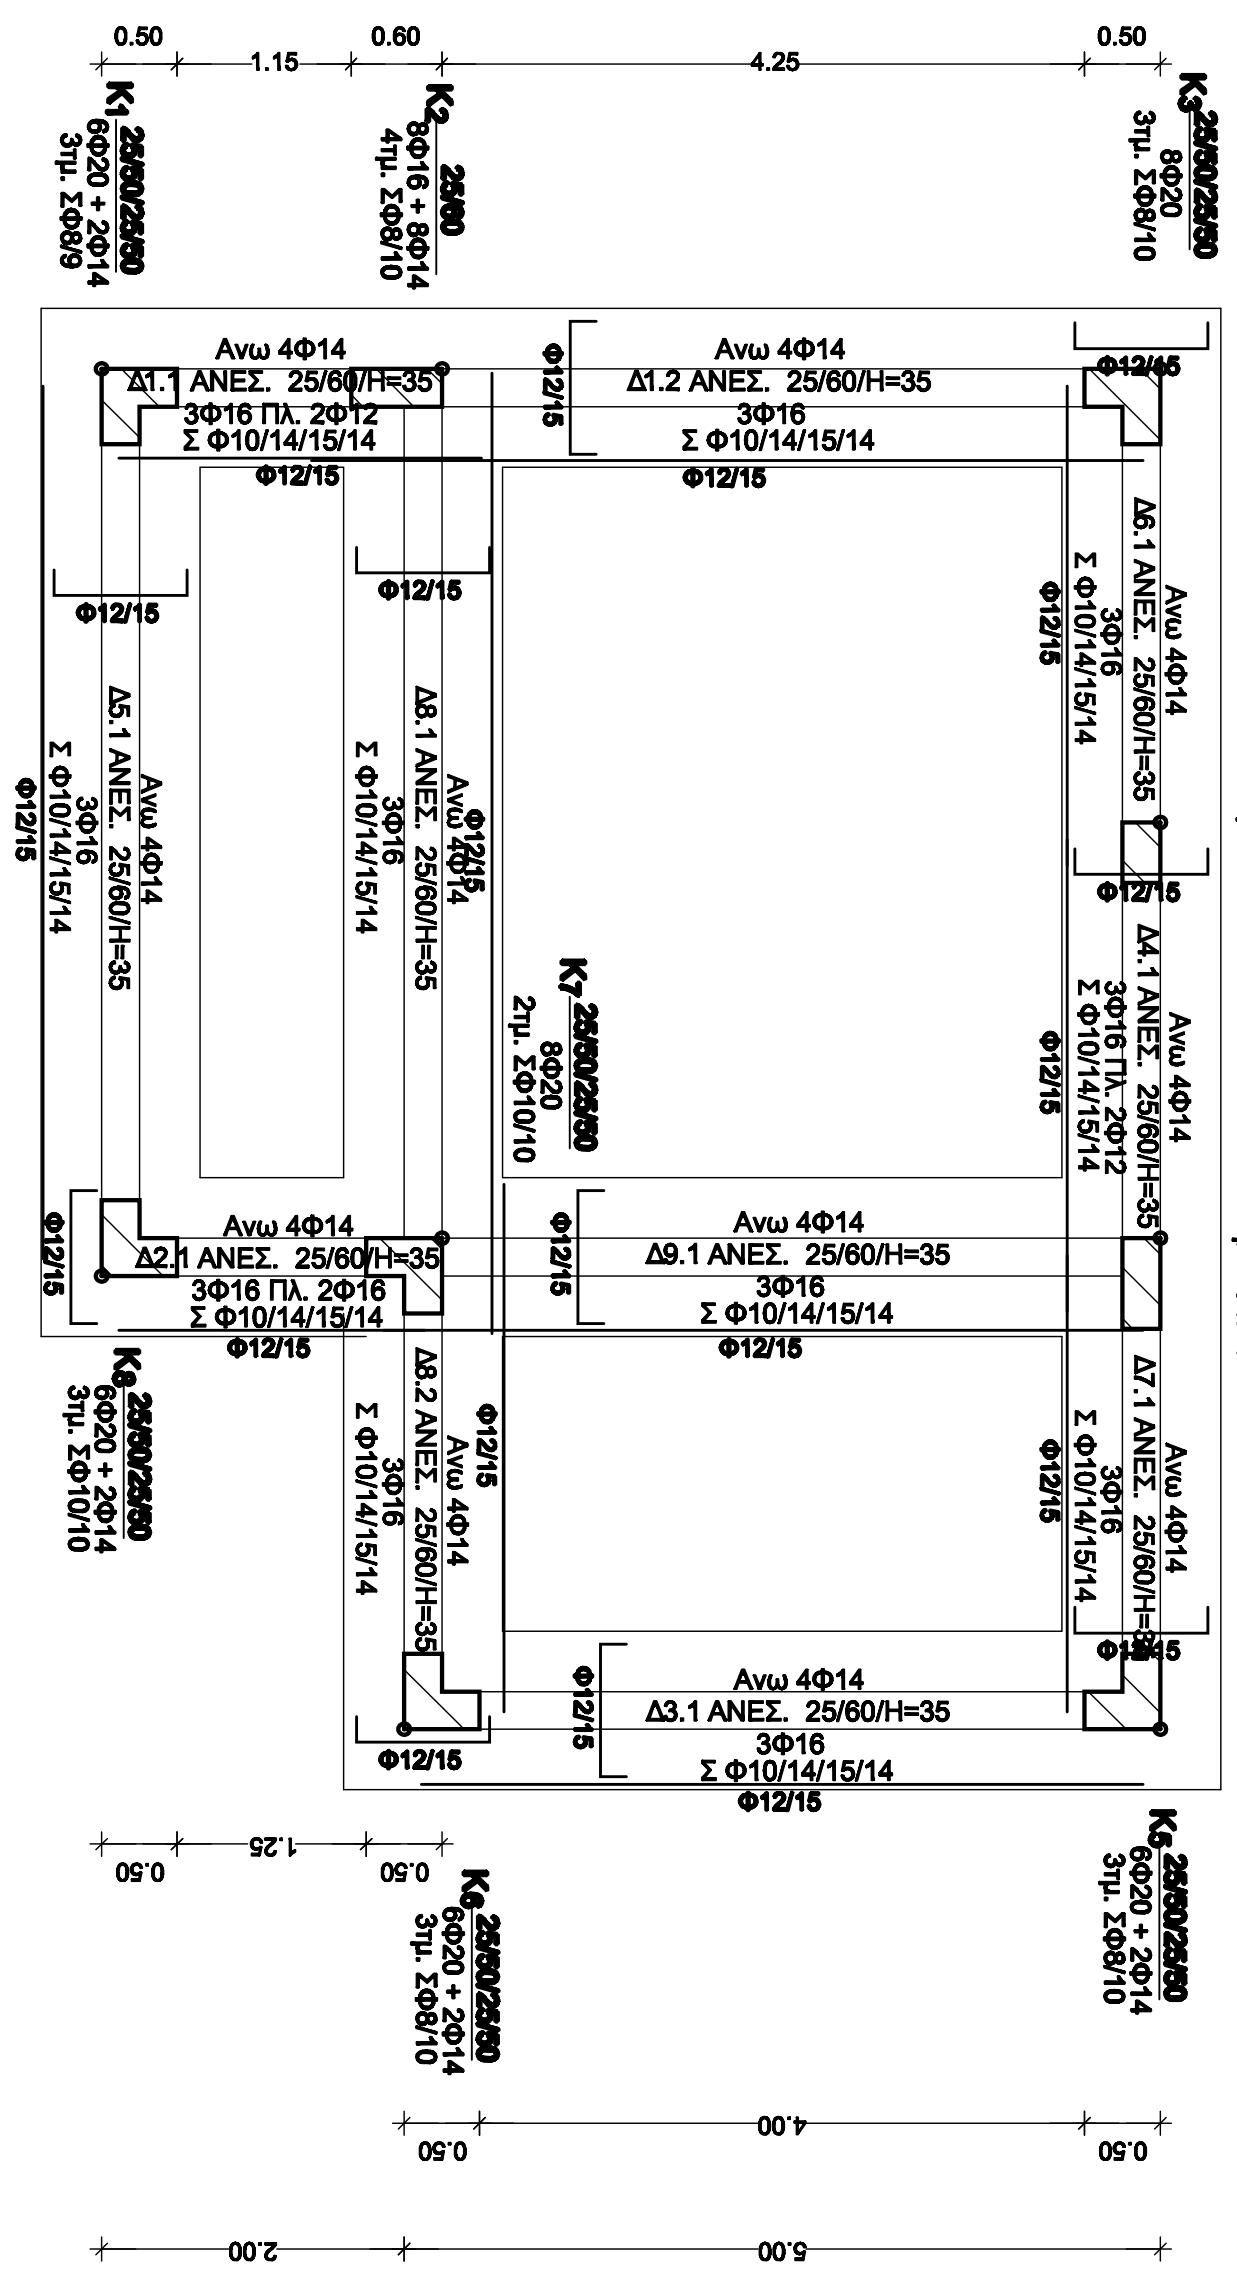 0.50
1.15
0.60
4.25
0.50
K1 25/50/25/50
6Φ20 + 2Φ14
3τμ. ΣΦ8/9
K2 25/60
8Φ16 + 8Φ14
4τμ. ΣΦ8/10
K3 25/50/25/50
8Φ20
3τμ. ΣΦ8/10
Ανω 4Φ14
Δ1.1 ΑΝΕΣ. 25/60/H=35
3Φ16 Πλ. 2Φ12
Σ Φ10/14/15/14
Φ12/15
Φ12/15
Ανω 4Φ14
Δ1.2 ΑΝΕΣ. 25/60/H=35
3Φ16
Σ Φ10/14/15/14
Φ12/15
Φ12/15
Ανω 4Φ14
Δ6.1 ΑΝΕΣ. 25/60/H=35
3Φ16
Σ Φ10/14/15/14
Φ12/15
Φ12/15
Φ12/15
Ανω 4Φ14
Δ5.1 ΑΝΕΣ. 25/60/H=35
3Φ16
Σ Φ10/14/15/14
Φ12/15
Ανω 4Φ14
Δ8.1 ΑΝΕΣ. 25/60/H=35
3Φ16
Σ Φ10/14/15/14
Φ12/15
Φ12/15
Ανω 4Φ14
Δ4.1 ΑΝΕΣ. 25/60/H=35
3Φ16 Πλ. 2Φ12
Σ Φ10/14/15/14
Φ12/15
K7 25/50/25/50
8Φ20
2τμ. ΣΦ10/10
Φ12/15
Ανω 4Φ14
Δ2.1 ΑΝΕΣ. 25/60/H=35
3Φ16 Πλ. 2Φ16
Σ Φ10/14/15/14
Φ12/15
Φ12/15
Ανω 4Φ14
Δ9.1 ΑΝΕΣ. 25/60/H=35
3Φ16
Σ Φ10/14/15/14
Φ12/15
K8 25/50/25/50
6Φ20 + 2Φ14
3τμ. ΣΦ10/10
Ανω 4Φ14
Δ8.2 ΑΝΕΣ. 25/60/H=35
3Φ16
Σ Φ10/14/15/14
Φ12/15
Ανω 4Φ14
Δ7.1 ΑΝΕΣ. 25/60/H=35
3Φ16
Σ Φ10/14/15/14
Φ12/15
Φ12/15
Φ12/15
Φ12/15
Ανω 4Φ14
Δ3.1 ΑΝΕΣ. 25/60/H=35
3Φ16
Σ Φ10/14/15/14
Φ12/15
0.50
1.25
0.50
K6 25/50/25/50
6Φ20 + 2Φ14
3τμ. ΣΦ8/10
K5 25/50/25/50
6Φ20 + 2Φ14
3τμ. ΣΦ8/10
0.50
4.00
0.50
2.00
5.00